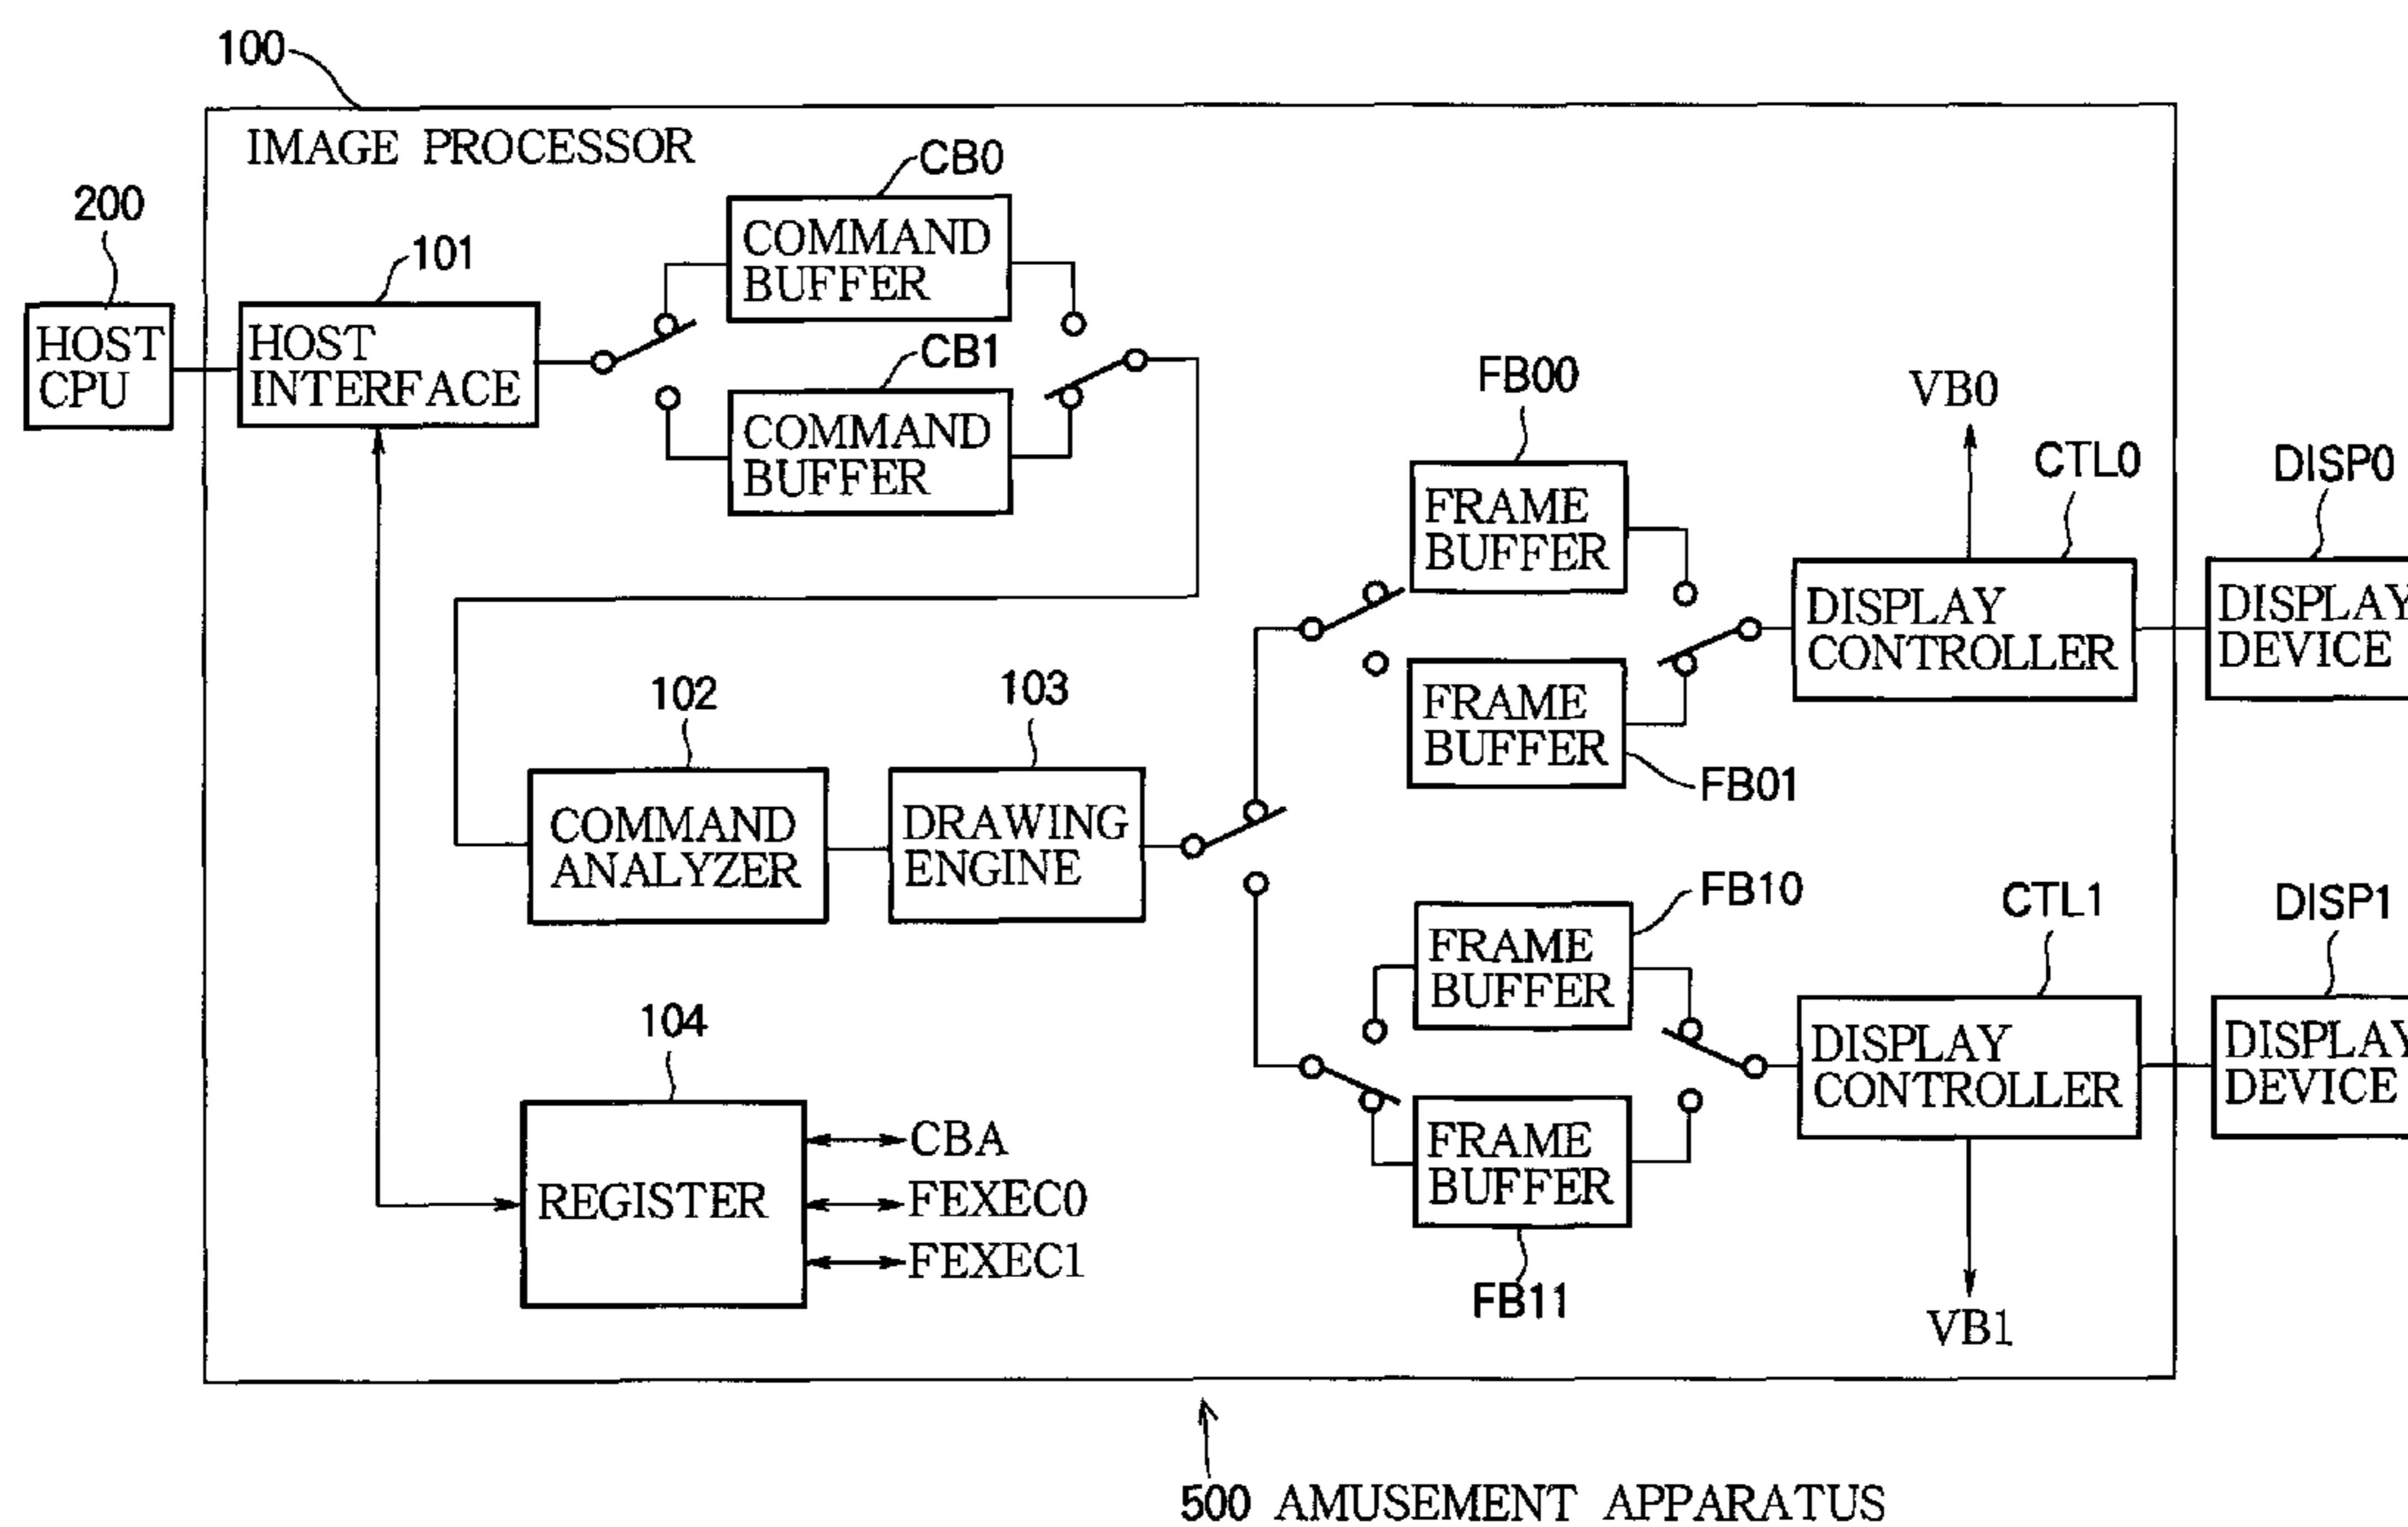 100
IMAGE PROCESSOR
CB0
COMMAND
BUFFER
200
101
HOST
CPU
HOST
INTERFACE
CB1
COMMAND
BUFFER
FB00
FRAME
BUFFER
VB0
CTL0
DISP0
DISPLAY
CONTROLLER
DISPLAY
DEVICE
FRAME
BUFFER
FB01
102
103
COMMAND
ANALYZER
DRAWING
ENGINE
FB10
FRAME
BUFFER
CTL1
DISP1
DISPLAY
CONTROLLER
DISPLAY
DEVICE
104
REGISTER
CBA
FEXEC0
FEXEC1
FRAME
BUFFER
FB11
VB1
500 AMUSEMENT APPARATUS